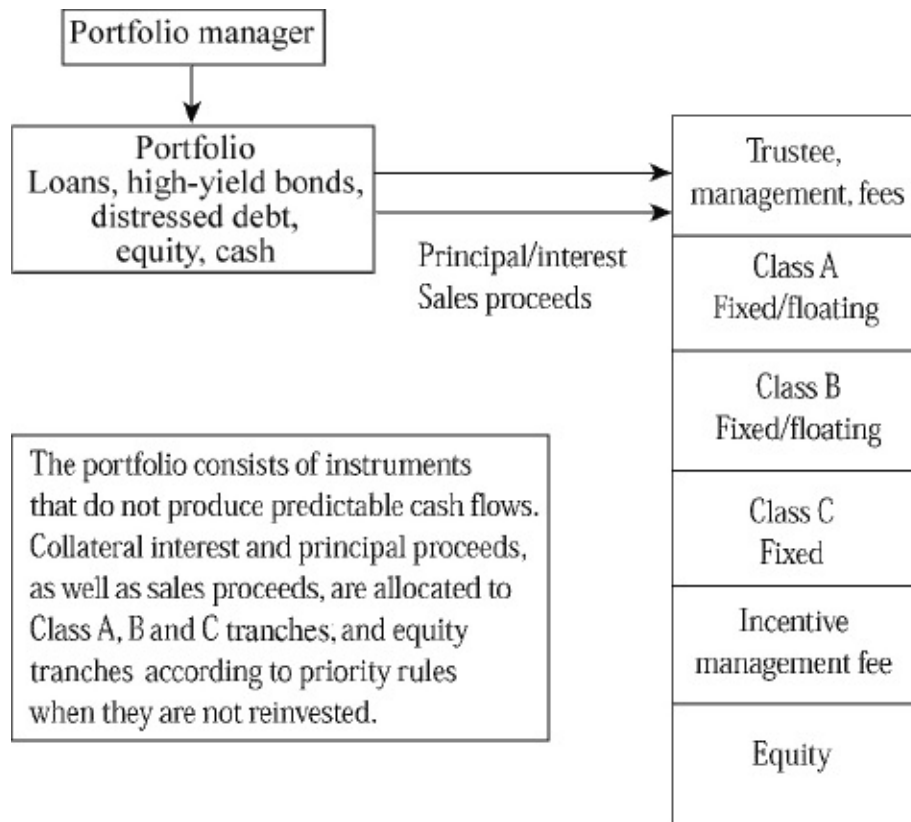 Portfolio manager
Portfolio
Loans, high-yield bonds,
distressed debt,
equity, cash
Principal/interest
Sales proceeds
Trustee,
management, fees
Class A
Fixed/floating
Class B
Fixed/floating
Class C
Fixed
Incentive
management fee
Equity
The portfolio consists of instruments
that do not produce predictable cash flows.
Collateral interest and principal proceeds,
as well as sales proceeds, are allocated to
Class A, B and C tranches, and equity
tranches according to priority rules
when they are not reinvested.